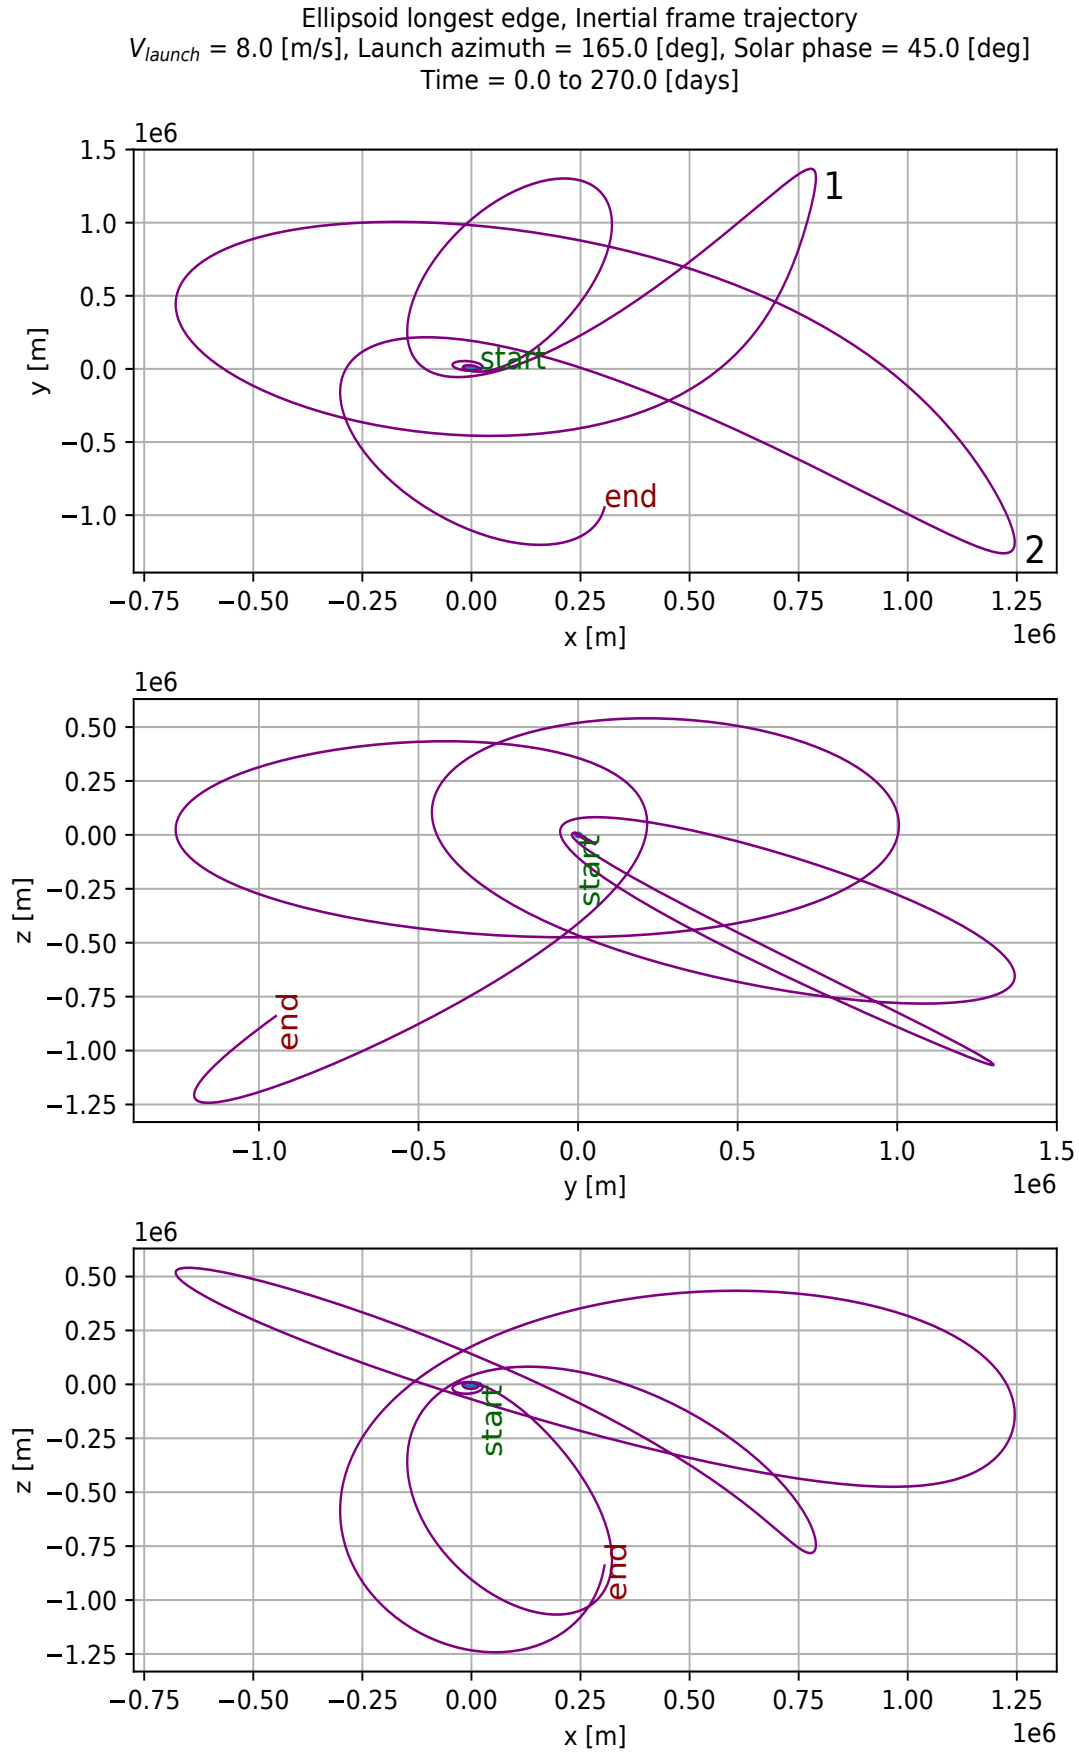 Ellipsoid longest edge, Inertial frame trajectory
V_launch = 8.0 [m/s], Launch azimuth = 165.0 [deg], Solar phase = 45.0 [deg]
Time = 0.0 to 270.0 [days]
1e6
1.5
1.0
0.5
0.0
−0.5
−1.0
y [m]
1
2
start
end
−0.75 −0.50 −0.25 0.00 0.25 0.50 0.75 1.00 1.25
x [m]
1e6
1e6
0.50
0.25
0.00
−0.25
−0.50
−0.75
−1.00
−1.25
z [m]
start
end
−1.0 −0.5 0.0 0.5 1.0 1.5
y [m]
1e6
1e6
0.50
0.25
0.00
−0.25
−0.50
−0.75
−1.00
−1.25
z [m]
start
end
−0.75 −0.50 −0.25 0.00 0.25 0.50 0.75 1.00 1.25
x [m]
1e6